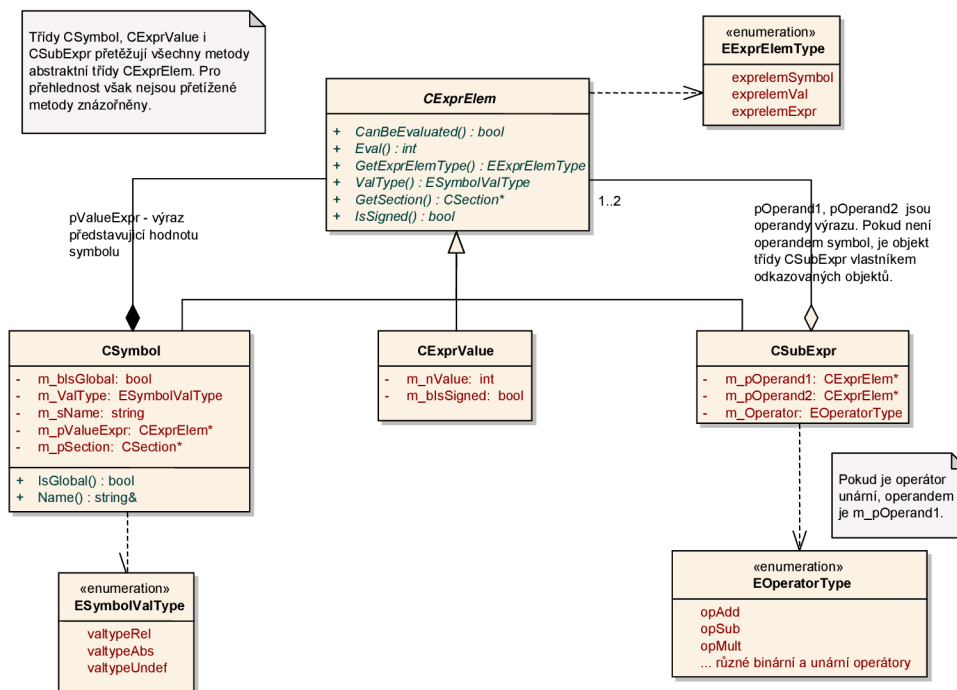 Třídy CSymbol, CExprValue i
CSubExpr přetěžují všechny metody
abstraktní třídy CExprElem. Pro
přehlednost však nejsou přetížené
metody znázorněny.
«enumeration»
EExprElemType
exprelemSymbol
exprelemVal
exprelemExpr
CExprElem
+ CanBeEvaluated() : bool
+ Eval() : int
+ GetExprElemType() : EExprElemType
+ ValType() : ESymbolValType
+ GetSection() : CSection*
+ IsSigned() : bool
1..2
pValueExpr - výraz
představující hodnotu
symbolu
pOperand1, pOperand2 jsou
operandy výrazu. Pokud není
operandem symbol, je objekt
třídy CSubExpr vlastníkem
odkazovaných objektů.
CSymbol
- m_bIsGlobal: bool
- m_ValType: ESymbolValType
- m_sName: string
- m_pValueExpr: CExprElem*
- m_pSection: CSection*
+ IsGlobal() : bool
+ Name() : string&
CExprValue
- m_nValue: int
- m_bIsSigned: bool
CSubExpr
- m_pOperand1: CExprElem*
- m_pOperand2: CExprElem*
- m_Operator: EOperatorType
Pokud je operátor
unární, operandem
je m_pOperand1.
«enumeration»
ESymbolValType
valtypeRel
valtypeAbs
valtypeUndef
«enumeration»
EOperatorType
opAdd
opSub
opMult
... různé binární a unární operátory